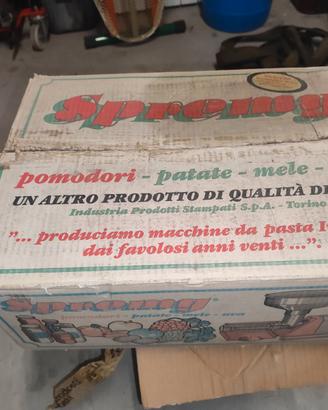 Spremy
pomodori - patate - mele -
UN ALTRO PRODOTTO DI QUALITÀ DE
Industria Prodotti Stampati S.p.A. - Torino
"... produciamo macchine da pasta
dai favolosi anni venti ..."
Spremy
pomodori - patate - mele - uva